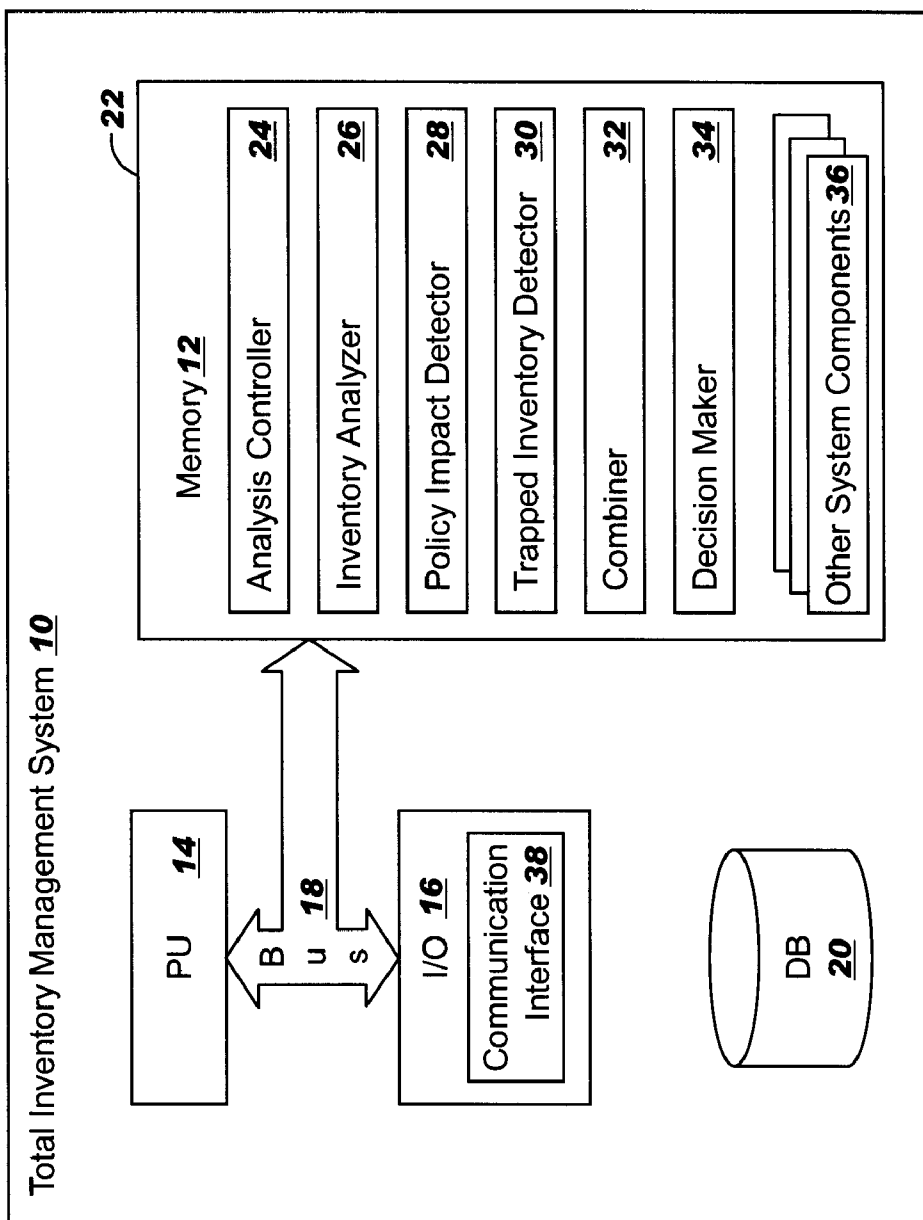 Total Inventory Management System 10
PU
14
B
u
s
18
I/O 16
Communication
Interface 38
DB
20
22
Memory 12
Analysis Controller 24
Inventory Analyzer 26
Policy Impact Detector 28
Trapped Inventory Detector 30
Combiner 32
Decision Maker 34
Other System Components 36